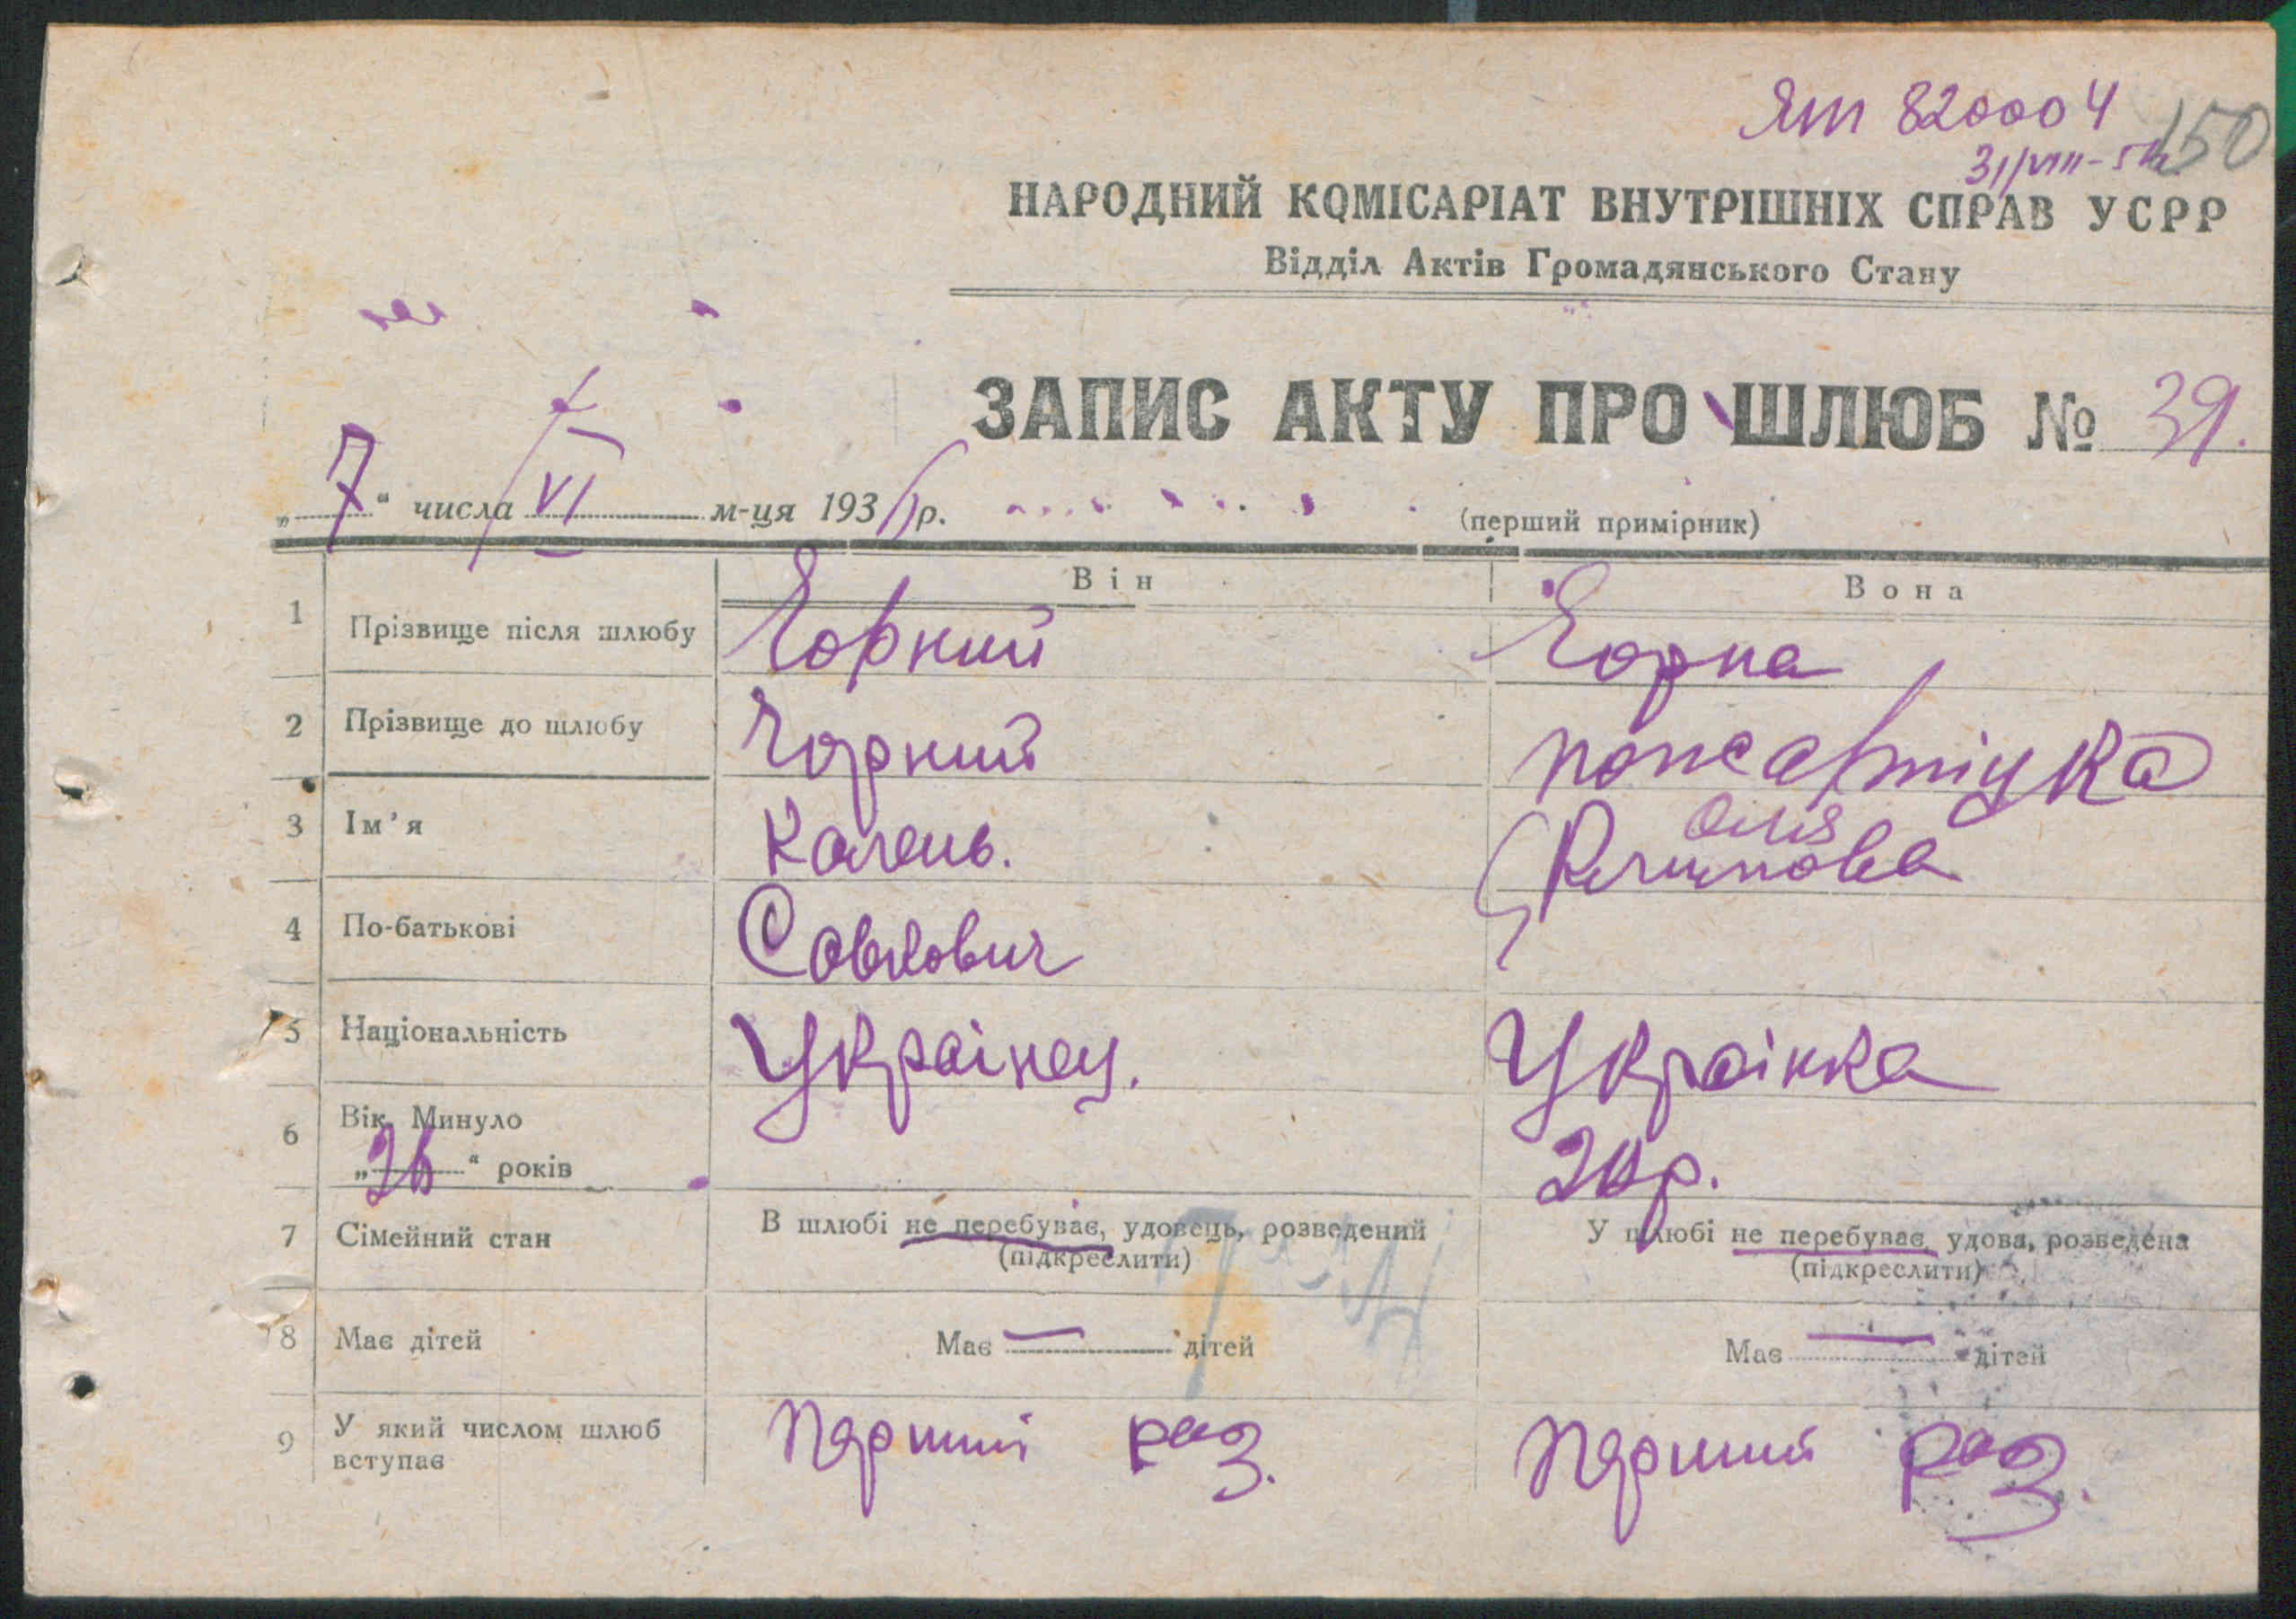 Ят 820004
150
31/VIII-5
НАРОДНИЙ КОМІСАРІАТ ВНУТРІШНІХ СПРАВ УСРР
Відділ Актів Громадянського Стану
ЗАПИС АКТУ ПРО ШЛЮБ № 39.
„7“ числа VI м-ця 1936 р.
(перший примірник)
Він Вона
1 Прізвище після шлюбу Чорний Чорна
2 Прізвище до шлюбу Чорний
3 Ім’я Олія
4 По-батькові Савкович
5 Національність Українец. Українка
6 Вік. Минуло
„26“ років р.
7 Сімейний стан В шлюбі не перебуває, удовець, розведений У шлюбі не перебуває, удова, розведена
(підкреслити) (підкреслити)
8 Має дітей Має — дітей Має — дітей
9 У який числом шлюб
вступає
Перший раз. Перший раз.